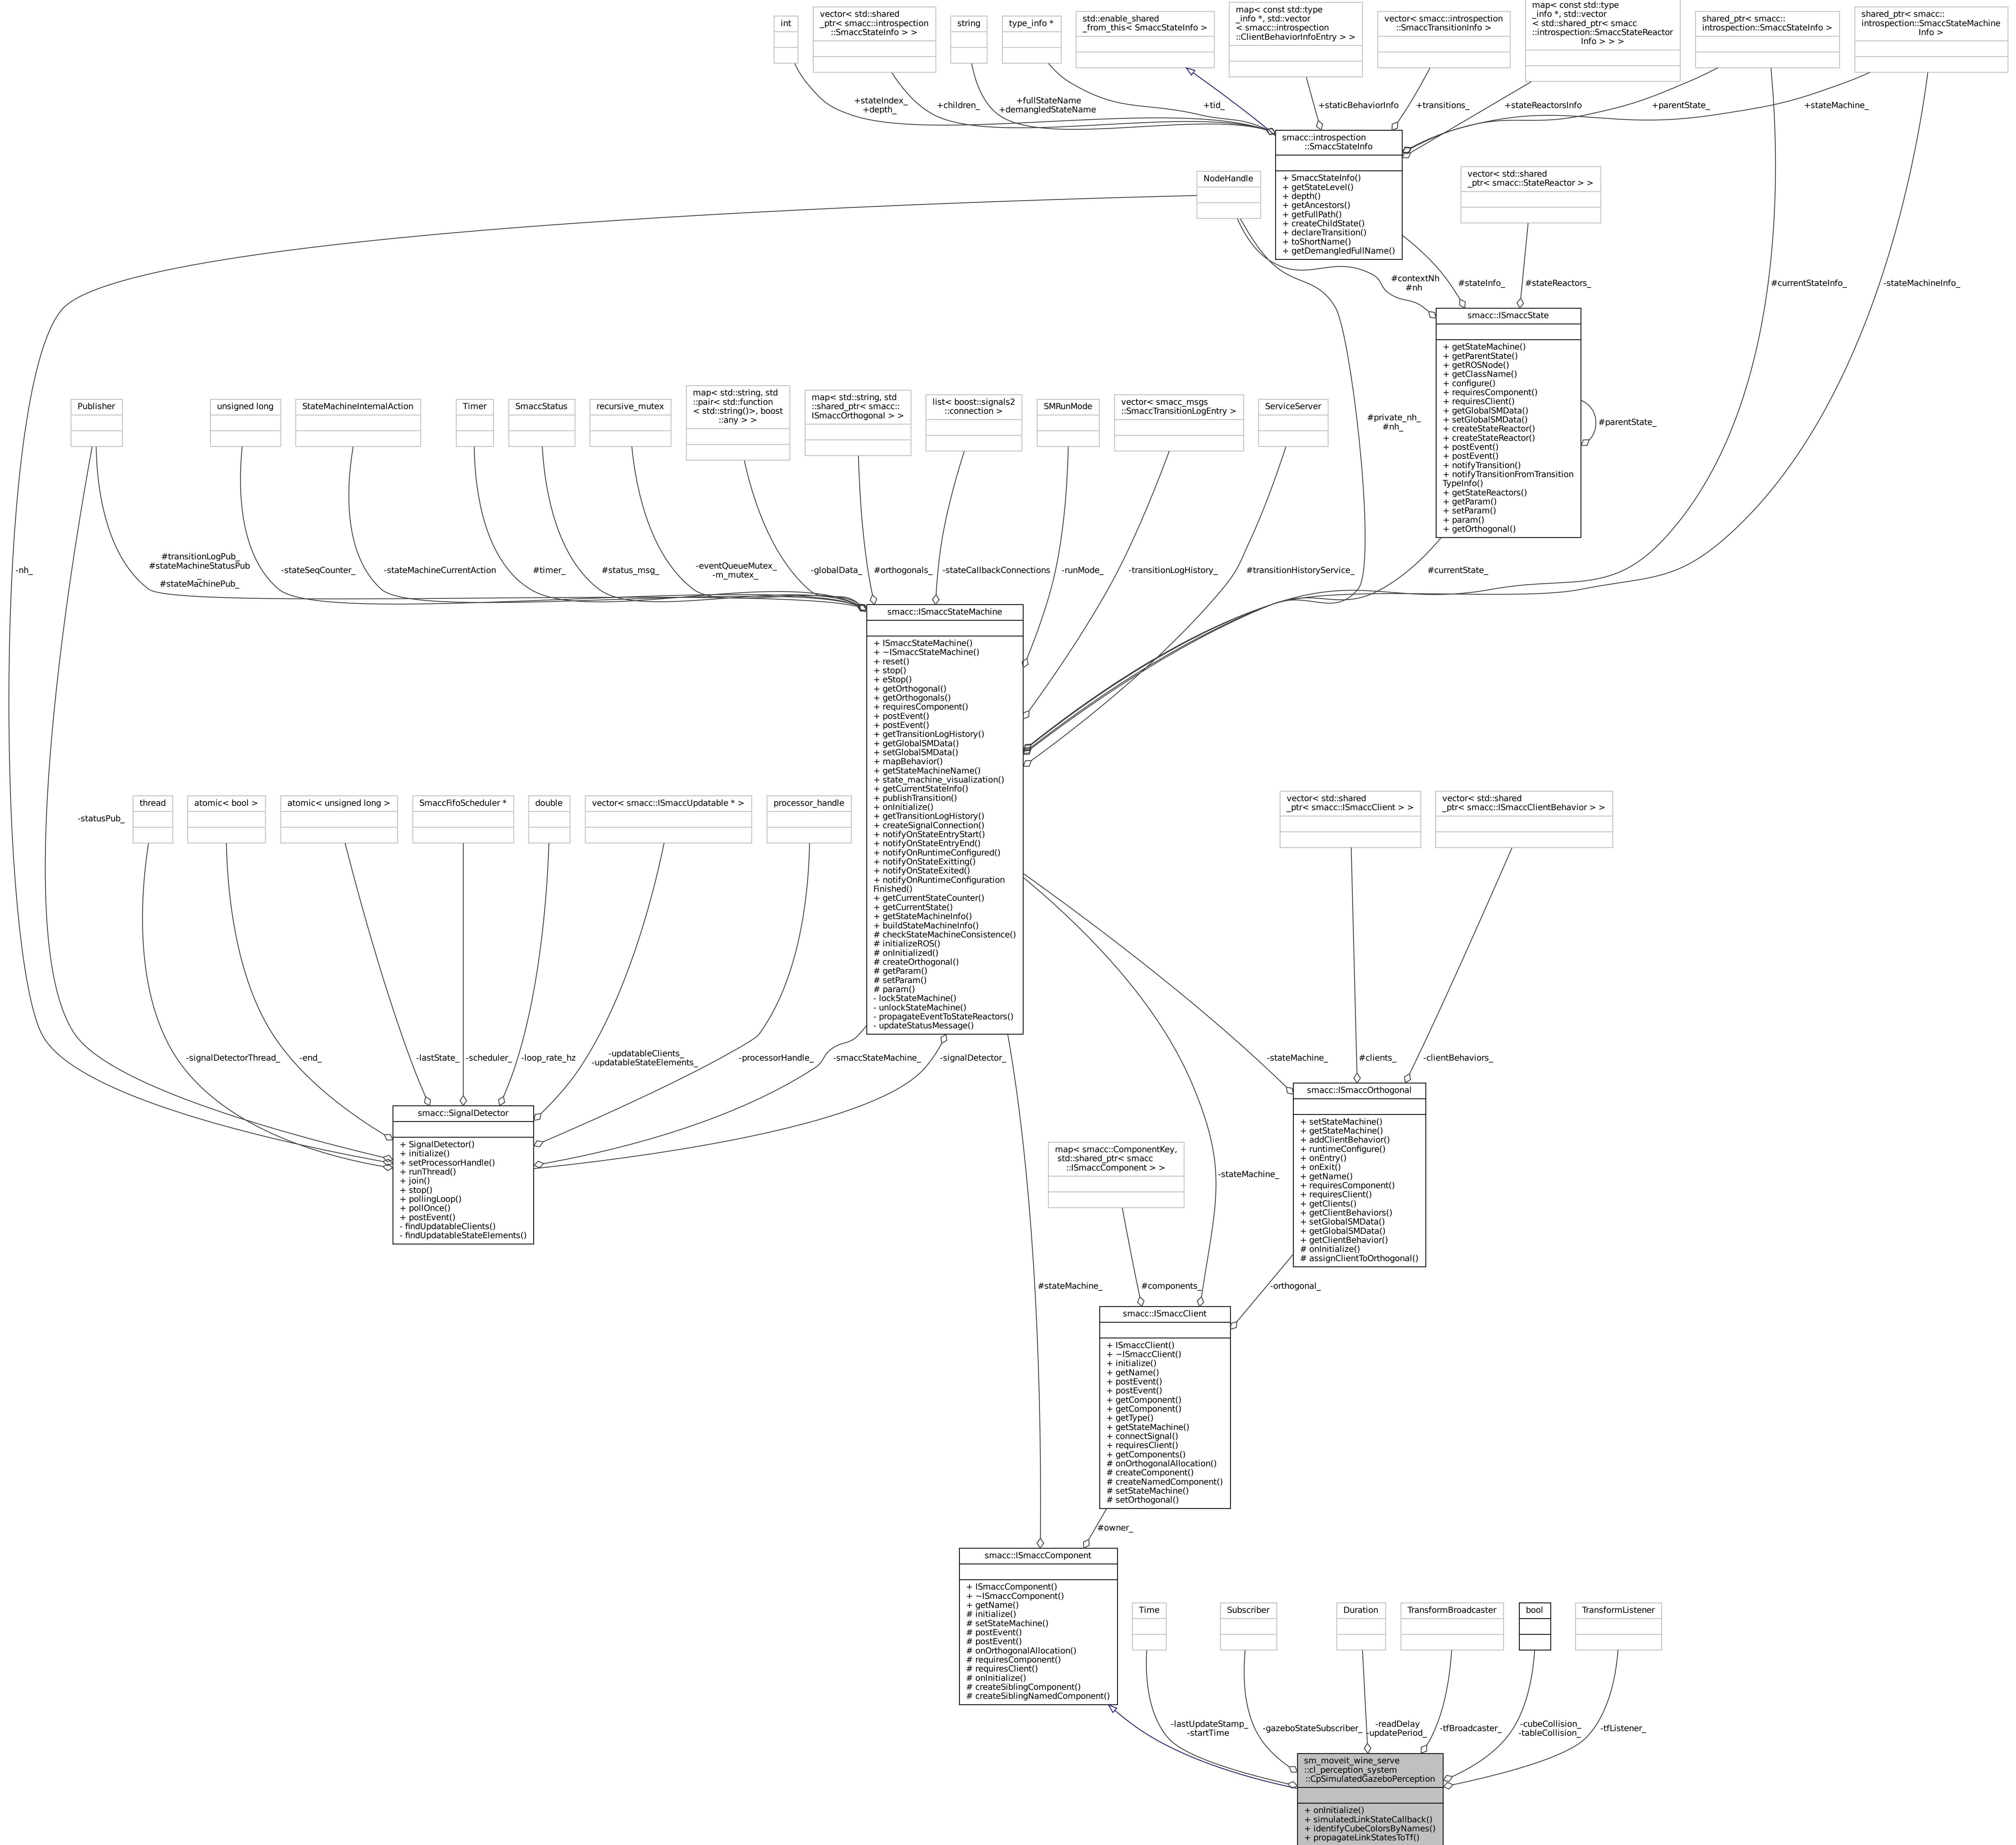 int
vector< std::shared
_ptr< smacc::introspection
::SmaccStateInfo > >
string
type_info *
std::enable_shared
_from_this< SmaccStateInfo >
map< const std::type
_info *, std::vector
< smacc::introspection
::ClientBehaviorInfoEntry > >
vector< smacc::introspection
::SmaccTransitionInfo >
map< const std::type
_info *, std::vector
< std::shared_ptr< smacc
::introspection::SmaccStateReactor
Info > > >
shared_ptr< smacc::
introspection::SmaccStateInfo >
shared_ptr< smacc::
introspection::SmaccStateMachine
Info >
+stateIndex_
+depth_
+children_
+fullStateName
+demangledStateName
+tid_
+staticBehaviorInfo
+transitions_
+stateReactorsInfo
+parentState_
+stateMachine_
smacc::introspection
::SmaccStateInfo
+ SmaccStateInfo()
+ getStateLevel()
+ depth()
+ getAncestors()
+ getFullPath()
+ createChildState()
+ declareTransition()
+ toShortName()
+ getDemangledFullName()
NodeHandle
vector< std::shared
_ptr< smacc::StateReactor > >
#contextNh
#nh
#stateInfo_
#stateReactors_
#currentStateInfo_
-stateMachineInfo_
smacc::ISmaccState
+ getStateMachine()
+ getParentState()
+ getROSNode()
+ getClassName()
+ configure()
+ requiresComponent()
+ requiresClient()
+ getGlobalSMData()
+ setGlobalSMData()
+ createStateReactor()
+ createStateReactor()
+ postEvent()
+ postEvent()
+ notifyTransition()
+ notifyTransitionFromTransition
TypeInfo()
+ getStateReactors()
+ getParam()
+ setParam()
+ param()
+ getOrthogonal()
#parentState_
Publisher
unsigned long
StateMachineInternalAction
Timer
SmaccStatus
recursive_mutex
map< std::string, std
::pair< std::function
< std::string()>, boost
::any > >
map< std::string, std
::shared_ptr< smacc::
ISmaccOrthogonal > >
list< boost::signals2
::connection >
SMRunMode
vector< smacc_msgs
::SmaccTransitionLogEntry >
ServiceServer
#private_nh_
#nh_
-nh_
#transitionLogPub_
#stateMachineStatusPub
_
#stateMachinePub_
-stateSeqCounter_
-stateMachineCurrentAction
#timer_
#status_msg_
-eventQueueMutex_
-m_mutex_
-globalData_
#orthogonals_
-stateCallbackConnections
-runMode_
-transitionLogHistory_
#transitionHistoryService_
#currentState_
smacc::ISmaccStateMachine
+ ISmaccStateMachine()
+ ~ISmaccStateMachine()
+ reset()
+ stop()
+ eStop()
+ getOrthogonal()
+ getOrthogonals()
+ requiresComponent()
+ postEvent()
+ postEvent()
+ getTransitionLogHistory()
+ getGlobalSMData()
+ setGlobalSMData()
+ mapBehavior()
+ getStateMachineName()
+ state_machine_visualization()
+ getCurrentStateInfo()
+ publishTransition()
+ onInitialize()
+ getTransitionLogHistory()
+ createSignalConnection()
+ notifyOnStateEntryStart()
+ notifyOnStateEntryEnd()
+ notifyOnRuntimeConfigured()
+ notifyOnStateExitting()
+ notifyOnStateExited()
+ notifyOnRuntimeConfiguration
Finished()
+ getCurrentStateCounter()
+ getCurrentState()
+ getStateMachineInfo()
+ buildStateMachineInfo()
# checkStateMachineConsistence()
# initializeROS()
# onInitialized()
# createOrthogonal()
# getParam()
# setParam()
# param()
- lockStateMachine()
- unlockStateMachine()
- propagateEventToStateReactors()
- updateStatusMessage()
-statusPub_
thread
atomic< bool >
atomic< unsigned long >
SmaccFifoScheduler *
double
vector< smacc::ISmaccUpdatable * >
processor_handle
vector< std::shared
_ptr< smacc::ISmaccClient > >
vector< std::shared
_ptr< smacc::ISmaccClientBehavior > >
-signalDetectorThread_
-end_
-lastState_
-scheduler_
-loop_rate_hz
-updatableClients_
-updatableStateElements_
-processorHandle_
-smaccStateMachine_
-signalDetector_
-stateMachine_
#clients_
-clientBehaviors_
smacc::SignalDetector
+ SignalDetector()
+ initialize()
+ setProcessorHandle()
+ runThread()
+ join()
+ stop()
+ pollingLoop()
+ pollOnce()
+ postEvent()
- findUpdatableClients()
- findUpdatableStateElements()
smacc::ISmaccOrthogonal
+ setStateMachine()
+ getStateMachine()
+ addClientBehavior()
+ runtimeConfigure()
+ onEntry()
+ onExit()
+ getName()
+ requiresComponent()
+ requiresClient()
+ getClients()
+ getClientBehaviors()
+ setGlobalSMData()
+ getGlobalSMData()
+ getClientBehavior()
# onInitialize()
# assignClientToOrthogonal()
map< smacc::ComponentKey,
std::shared_ptr< smacc
::ISmaccComponent > >
-stateMachine_
#stateMachine_
#components_
-orthogonal_
smacc::ISmaccClient
+ ISmaccClient()
+ ~ISmaccClient()
+ initialize()
+ getName()
+ postEvent()
+ postEvent()
+ getComponent()
+ getComponent()
+ getType()
+ getStateMachine()
+ connectSignal()
+ requiresClient()
+ getComponents()
# onOrthogonalAllocation()
# createComponent()
# createNamedComponent()
# setStateMachine()
# setOrthogonal()
#owner_
smacc::ISmaccComponent
+ ISmaccComponent()
+ ~ISmaccComponent()
+ getName()
# initialize()
# setStateMachine()
# postEvent()
# postEvent()
# onOrthogonalAllocation()
# requiresComponent()
# requiresClient()
# onInitialize()
# createSiblingComponent()
# createSiblingNamedComponent()
Time
Subscriber
Duration
TransformBroadcaster
bool
TransformListener
-lastUpdateStamp_
-startTime
-gazeboStateSubscriber_
-readDelay
-updatePeriod_
-tfBroadcaster_
-cubeCollision_
-tableCollision_
-tfListener_
sm_moveit_wine_serve
::cl_perception_system
::CpSimulatedGazeboPerception
+ onInitialize()
+ simulatedLinkStateCallback()
+ identifyCubeColorsByNames()
+ propagateLinkStatesToTf()